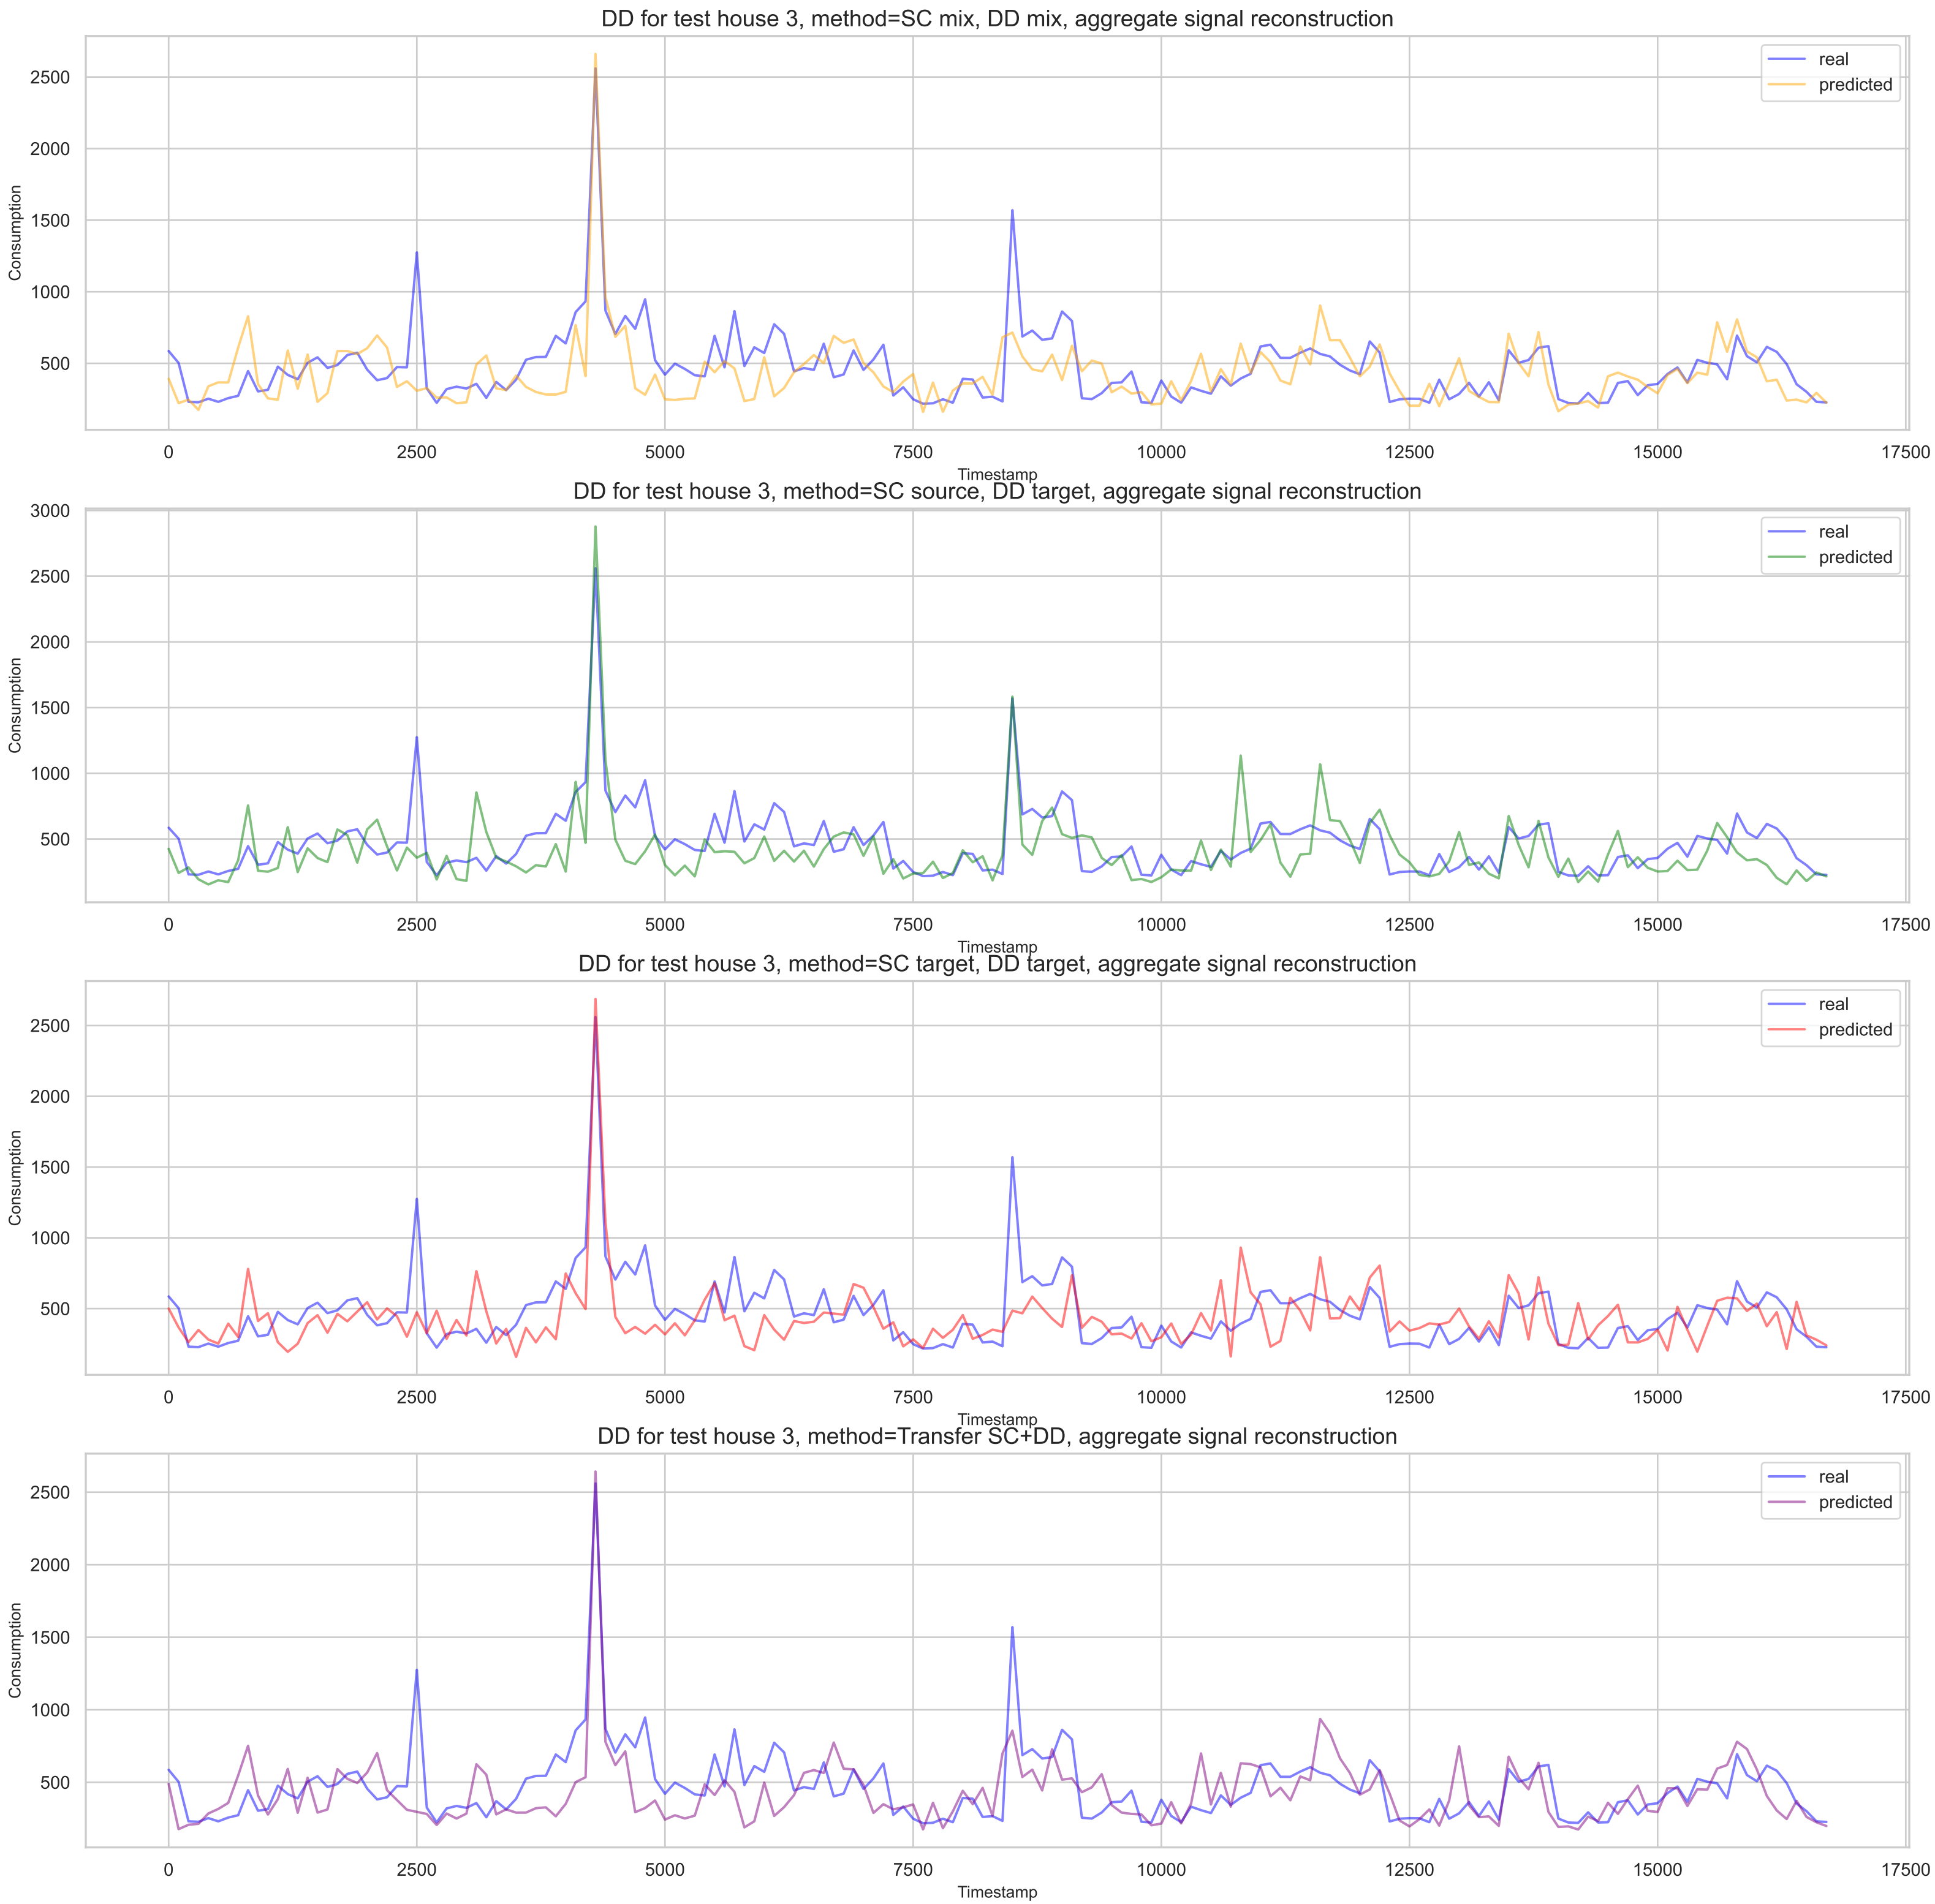 DD for test house 3, method=SC mix, DD mix, aggregate signal reconstruction
real
predicted
2500
2000
1500
1000
500
Consumption
0 2500 5000 7500 10000 12500 15000 17500
Timestamp
DD for test house 3, method=SC source, DD target, aggregate signal reconstruction
real
predicted
3000
2500
2000
1500
1000
500
Consumption
0 2500 5000 7500 10000 12500 15000 17500
Timestamp
DD for test house 3, method=SC target, DD target, aggregate signal reconstruction
real
predicted
2500
2000
1500
1000
500
Consumption
0 2500 5000 7500 10000 12500 15000 17500
Timestamp
DD for test house 3, method=Transfer SC+DD, aggregate signal reconstruction
real
predicted
2500
2000
1500
1000
500
Consumption
0 2500 5000 7500 10000 12500 15000 17500
Timestamp